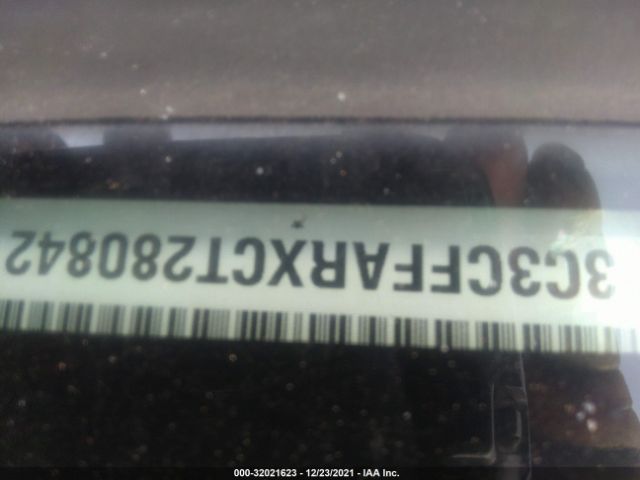 3C3CFFARXCT280842
000-32021623 - 12/23/2021 - IAA Inc.